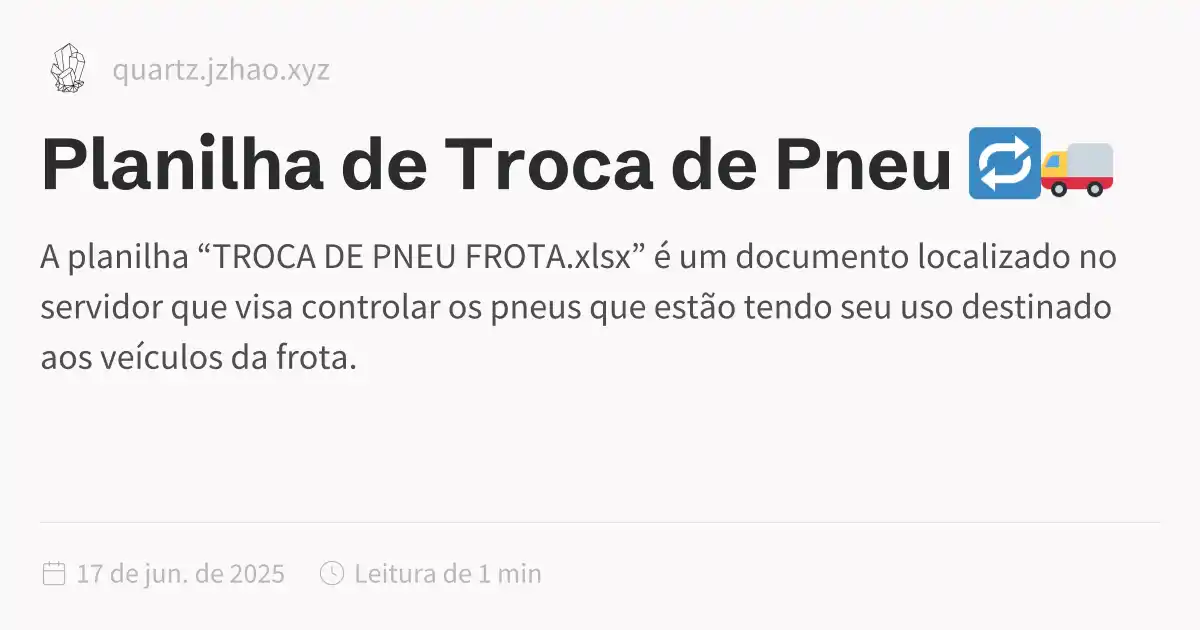 quartz.jzhao.xyz
Planilha de Troca de Pneu 🔁🚚
A planilha “TROCA DE PNEU FROTA.xlsx” é um documento localizado no
servidor que visa controlar os pneus que estão tendo seu uso destinado
aos veículos da frota.
17 de jun. de 2025 Leitura de 1 min